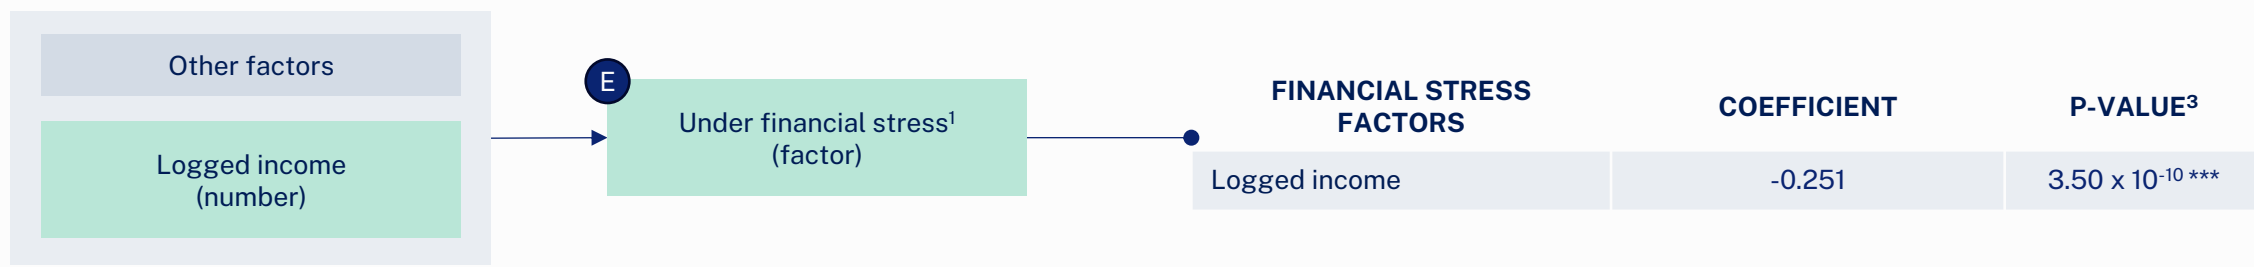 Other factors
Logged income
(number)
E
Under financial stress¹
(factor)
FINANCIAL STRESS
FACTORS
COEFFICIENT
P-VALUE³
Logged income
-0.251
3.50 x 10⁻¹⁰ ***